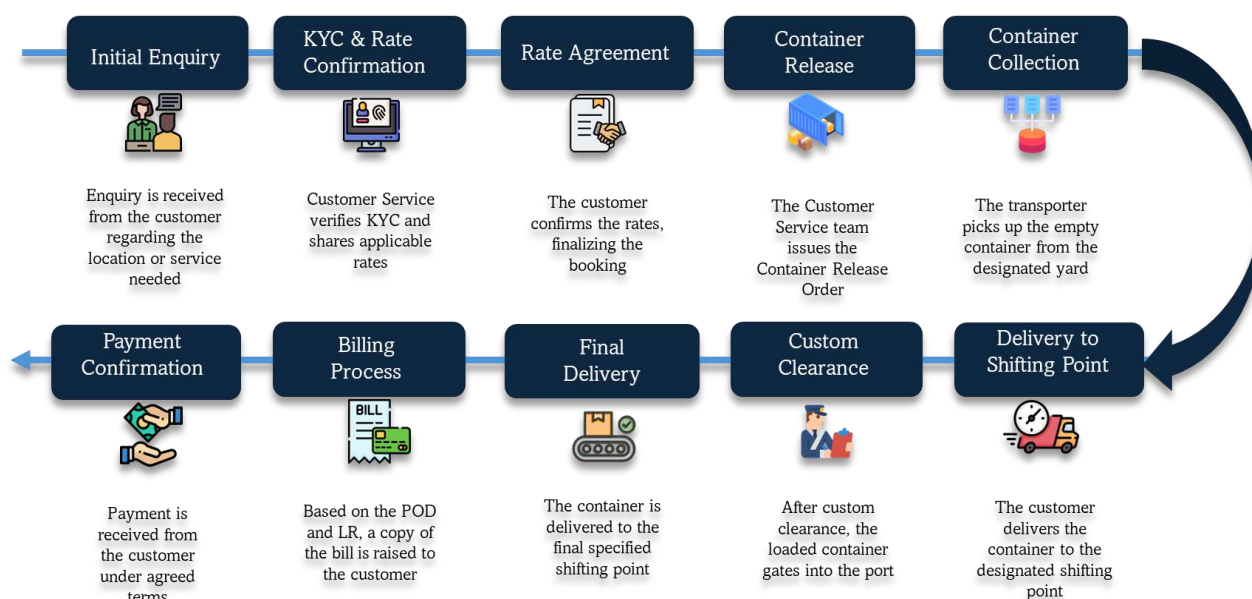 Initial Enquiry
Enquiry is received
from the customer
regarding the
location or service
needed
KYC & Rate
Confirmation
Customer Service
verifies KYC and
shares applicable
rates
Rate Agreement
The customer
confirms the rates,
finalizing the
booking
Container
Release
The Customer
Service team
issues the
Container Release
Order
Container
Collection
The transporter
picks up the empty
container from the
designated yard
Delivery to
Shifting Point
The customer
delivers the
container to the
designated shifting
point
Custom
Clearance
After custom
clearance, the
loaded container
gates into the port
Final
Delivery
The container is
delivered to the
final specified
shifting point
Billing
Process
BILL
Based on the POD
and LR, a copy of
the bill is raised to
the customer
Payment
Confirmation
Payment is
received from
the customer
under agreed
terms